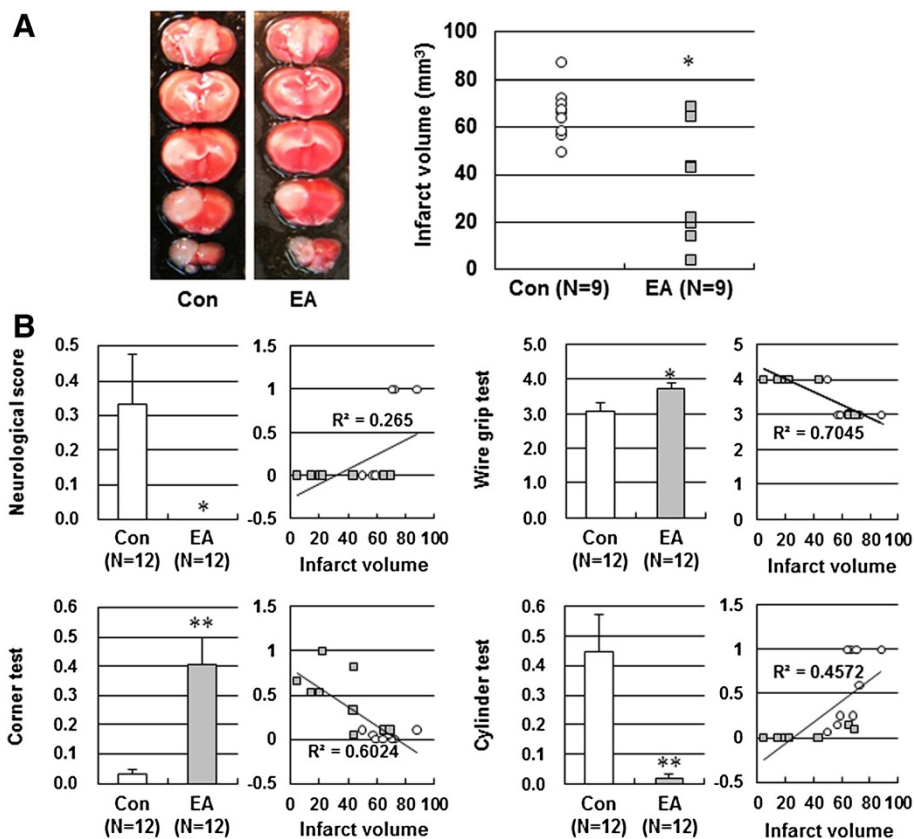 A
Con
EA
Infarct volume (mm³)
100
80
60
40
20
0
*
Con (N=9)
EA (N=9)
B
Neurological score
0.5
0.4
0.3
0.2
0.1
0.0
*
Con
(N=12)
EA
(N=12)
1.5
1
0.5
0
-0.5
R² = 0.265
0 20 40 60 80 100
Infarct volume
Wire grip test
5.0
4.0
3.0
2.0
1.0
0.0
*
Con
(N=12)
EA
(N=12)
5
4
3
2
1
0
R² = 0.7045
0 20 40 60 80 100
Infarct volume
Corner test
0.6
0.5
0.4
0.3
0.2
0.1
0.0
**
Con
(N=12)
EA
(N=12)
1.5
1
0.5
0
-0.5
R² = 0.6024
0 20 40 60 80 100
Infarct volume
Cylinder test
0.6
0.5
0.4
0.3
0.2
0.1
0.0
**
Con
(N=12)
EA
(N=12)
1.5
1
0.5
0
-0.5
R² = 0.4572
0 20 40 60 80 100
Infarct volume